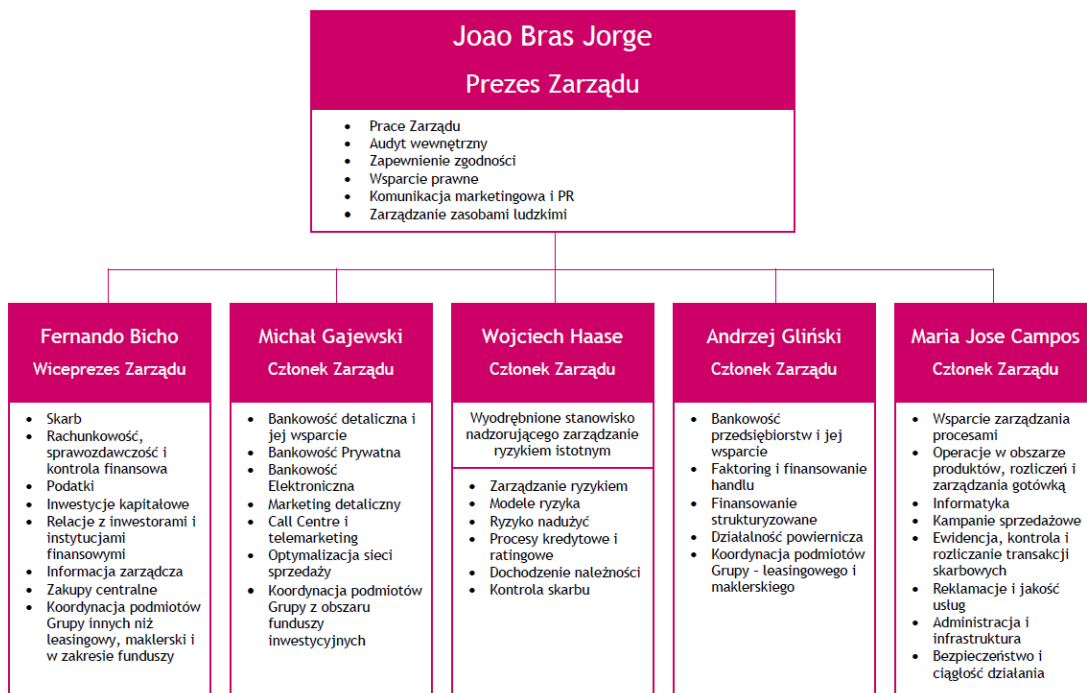 Joao Bras Jorge
Prezes Zarządu
• Prace Zarządu
• Audyt wewnętrzny
• Zapewnienie zgodności
• Wsparcie prawne
• Komunikacja marketingowa i PR
• Zarządzanie zasobami ludzkimi
Fernando Bicho
Wiceprezes Zarządu
• Skarb
• Rachunkowość,
sprawozdawczość i
kontrola finansowa
• Podatki
• Inwestycje kapitałowe
• Relacje z inwestorami i
instytucjami
finansowymi
• Informacja zarządcza
• Zakupy centralne
• Koordynacja podmiotów
Grupy innych niż
leasingowy, maklerski i
w zakresie funduszy
Michał Gajewski
Członek Zarządu
• Bankowość detaliczna i
jej wsparcie
• Bankowość Prywatna
• Bankowość
Elektroniczna
• Marketing detaliczny
• Call Centre i
telemarketing
• Optymalizacja sieci
sprzedaży
• Koordynacja podmiotów
Grupy z obszaru
funduszy
inwestycyjnych
Wojciech Haase
Członek Zarządu
Wyodrębnione stanowisko
nadzorującego zarządzanie
ryzykiem istotnym
• Zarządzanie ryzykiem
• Modele ryzyka
• Ryzyko nadużyć
• Procesy kredytowe i
ratingowe
• Dochodzenie należności
• Kontrola skarbu
Andrzej Gliński
Członek Zarządu
• Bankowość
przedsiębiorstw i jej
wsparcie
• Faktoring i finansowanie
handlu
• Finansowanie
strukturyzowane
• Działalność powiernicza
• Koordynacja podmiotów
Grupy – leasingowego i
maklerskiego
Maria Jose Campos
Członek Zarządu
• Wsparcie zarządzania
procesami
• Operacje w obszarze
produktów, rozliczeń i
zarządzania gotówką
• Informatyka
• Kampanie sprzedażowe
• Ewidencja, kontrola i
rozliczanie transakcji
skarbowych
• Reklamacje i jakość
usług
• Administracja i
infrastruktura
• Bezpieczeństwo i
ciągłość działania